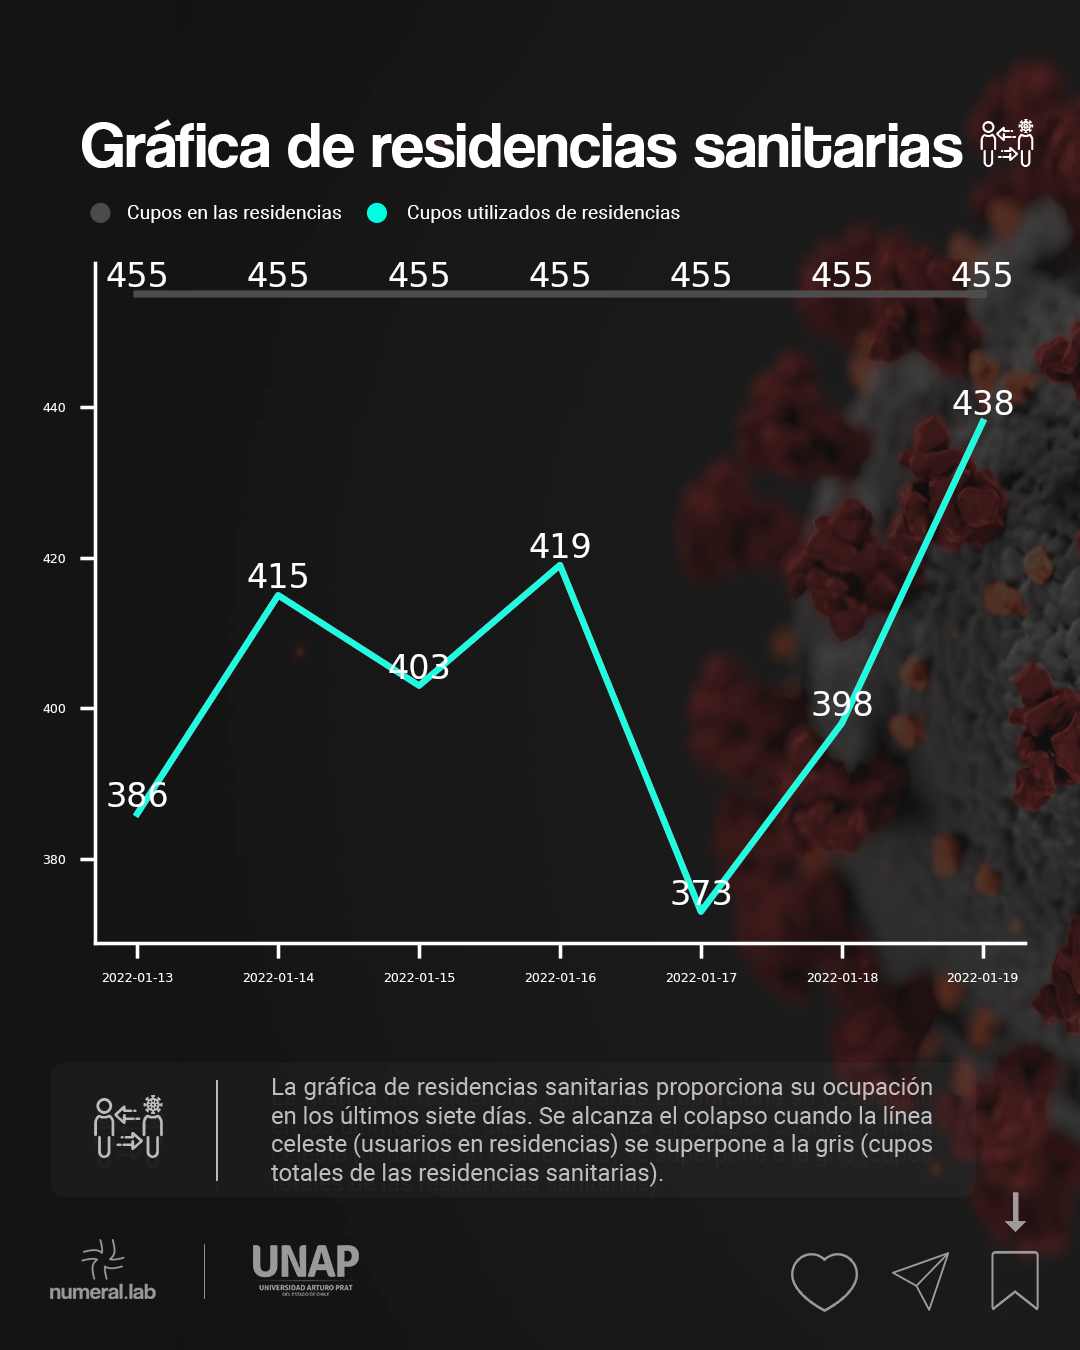 Gráfica de residencias sanitarias
Cupos en las residencias
Cupos utilizados de residencias
455 455 455 455 455 455 455
440
420
400
380
386
415
403
419
373
398
438
2022-01-13 2022-01-14 2022-01-15 2022-01-16 2022-01-17 2022-01-18 2022-01-19
La gráfica de residencias sanitarias proporciona su ocupación
en los últimos siete días. Se alcanza el colapso cuando la línea
celeste (usuarios en residencias) se superpone a la gris (cupos
totales de las residencias sanitarias).
numeral.lab
UNAP
UNIVERSIDAD ARTURO PRAT
DEL ESTADO DE CHILE